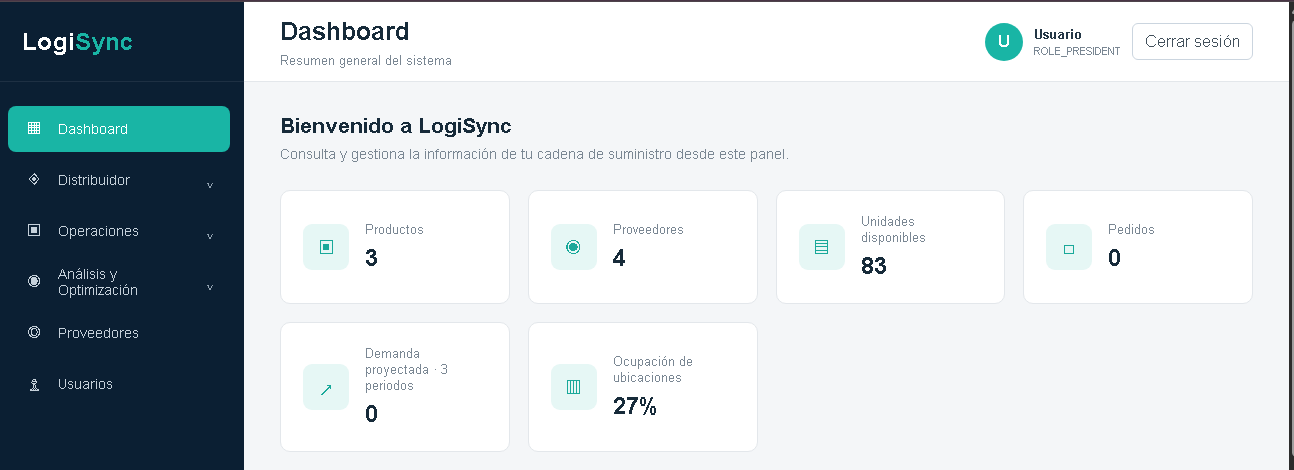 LogiSync
Dashboard
Distribuidor
Operaciones
Análisis y
Optimización
Proveedores
Usuarios
Dashboard
Resumen general del sistema
U
Usuario
ROLE_PRESIDENT
Cerrar sesión
Bienvenido a LogiSync
Consulta y gestiona la información de tu cadena de suministro desde este panel.
Productos
3
Proveedores
4
Unidades
disponibles
83
Pedidos
0
Demanda
proyectada · 3
periodos
0
Ocupación de
ubicaciones
27%